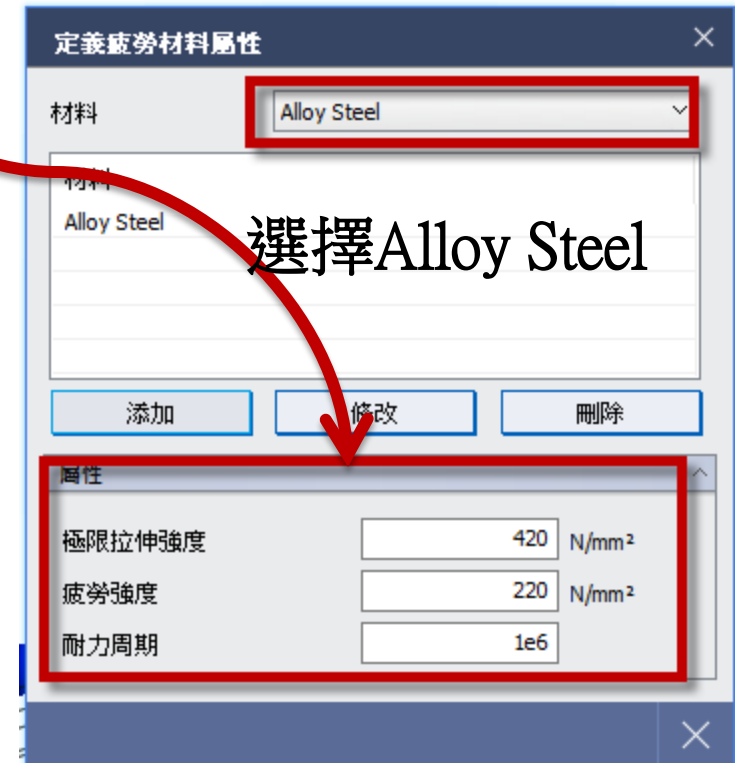 定義疲勞材料屬性
材料 Alloy Steel
材料
Alloy Steel
選擇Alloy Steel
添加 修改 刪除
屬性
極限拉伸強度 420 N/mm²
疲勞強度 220 N/mm²
耐力周期 1e6